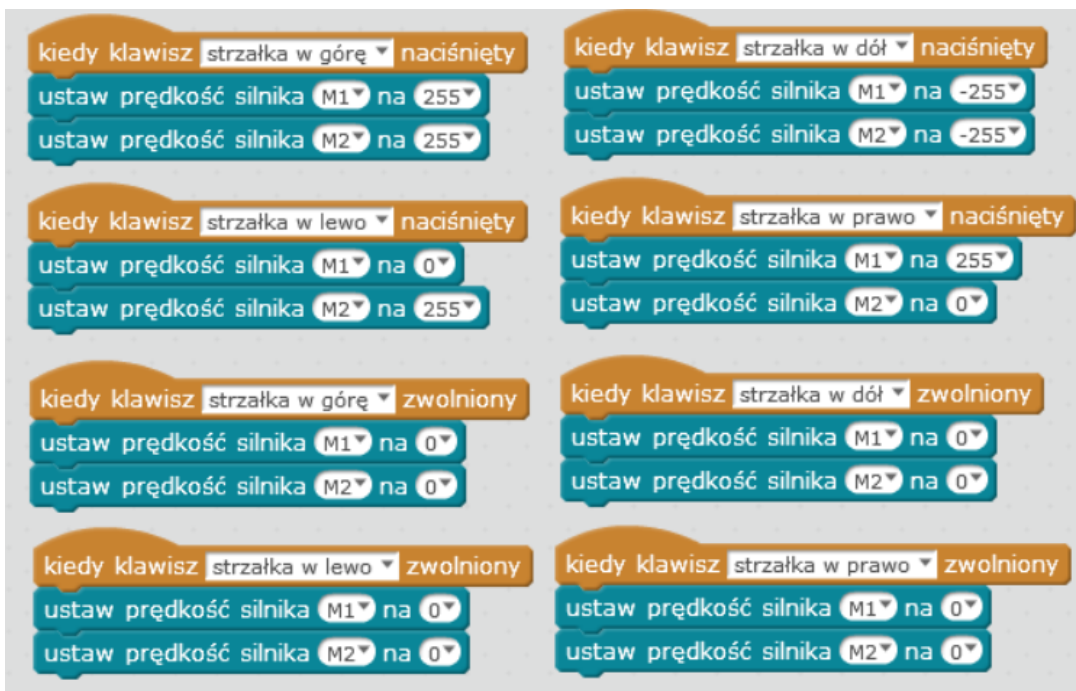 kiedy klawisz strzałka w górę naciśnięty
ustaw prędkość silnika M1 na 255
ustaw prędkość silnika M2 na 255
kiedy klawisz strzałka w dół naciśnięty
ustaw prędkość silnika M1 na -255
ustaw prędkość silnika M2 na -255
kiedy klawisz strzałka w lewo naciśnięty
ustaw prędkość silnika M1 na 0
ustaw prędkość silnika M2 na 255
kiedy klawisz strzałka w prawo naciśnięty
ustaw prędkość silnika M1 na 255
ustaw prędkość silnika M2 na 0
kiedy klawisz strzałka w górę zwolniony
ustaw prędkość silnika M1 na 0
ustaw prędkość silnika M2 na 0
kiedy klawisz strzałka w dół zwolniony
ustaw prędkość silnika M1 na 0
ustaw prędkość silnika M2 na 0
kiedy klawisz strzałka w lewo zwolniony
ustaw prędkość silnika M1 na 0
ustaw prędkość silnika M2 na 0
kiedy klawisz strzałka w prawo zwolniony
ustaw prędkość silnika M1 na 0
ustaw prędkość silnika M2 na 0